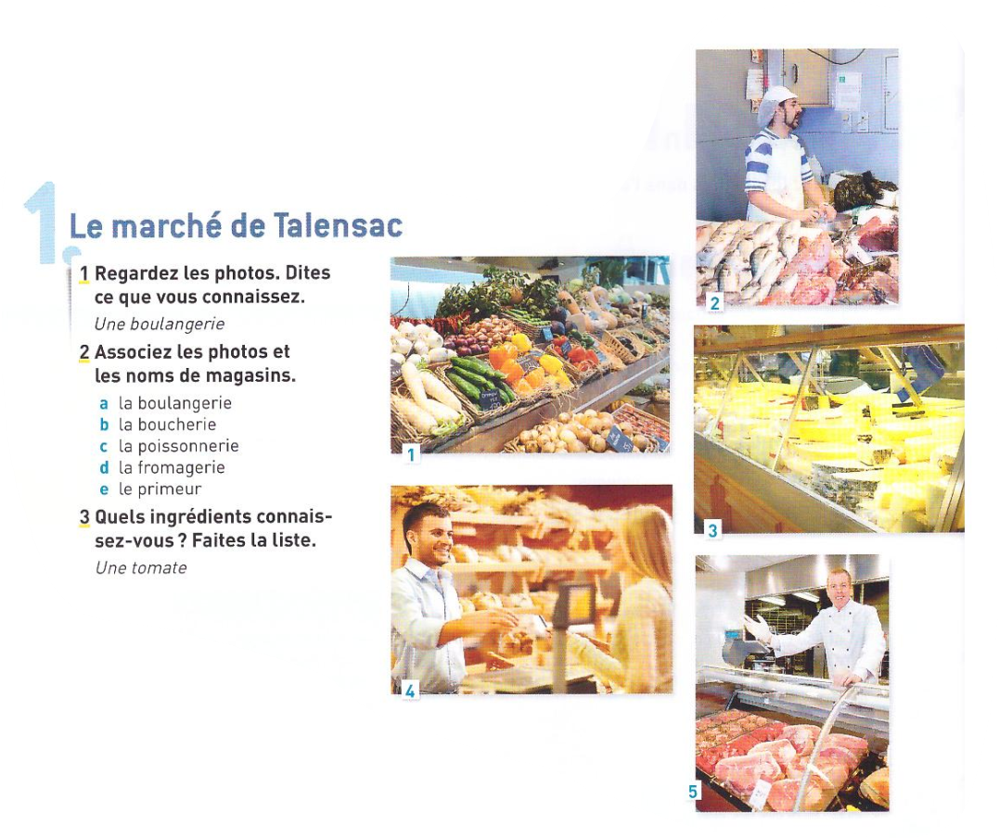 1.
Le marché de Talensac
1 Regardez les photos. Dites
ce que vous connaissez.
Une boulangerie
2 Associez les photos et
les noms de magasins.
a la boulangerie
b la boucherie
c la poissonnerie
d la fromagerie
e le primeur
3 Quels ingrédients connais-
sez-vous ? Faites la liste.
Une tomate
1
2
3
4
5